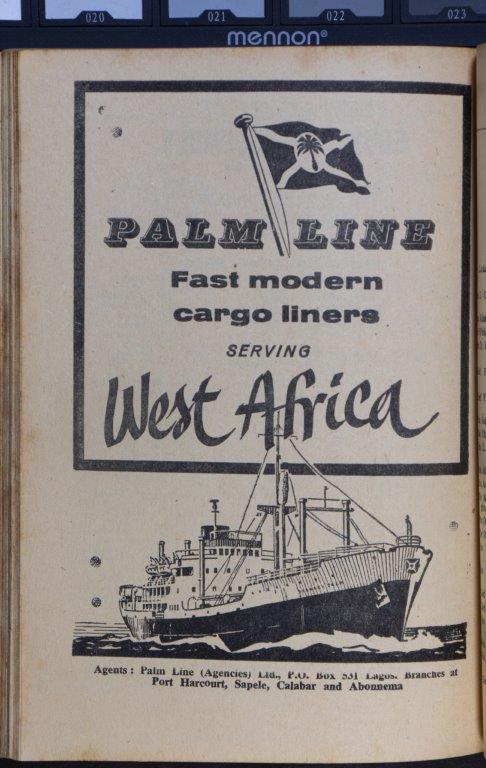 020 021 022 023
mennon®
PALM LINE
Fast modern
cargo liners
SERVING
West Africa
Agents : Palm Line (Agencies) Ltd., P.O. Box 531 Lagos. Branches at
Port Harcourt, Sapele, Calabar and Abonnema